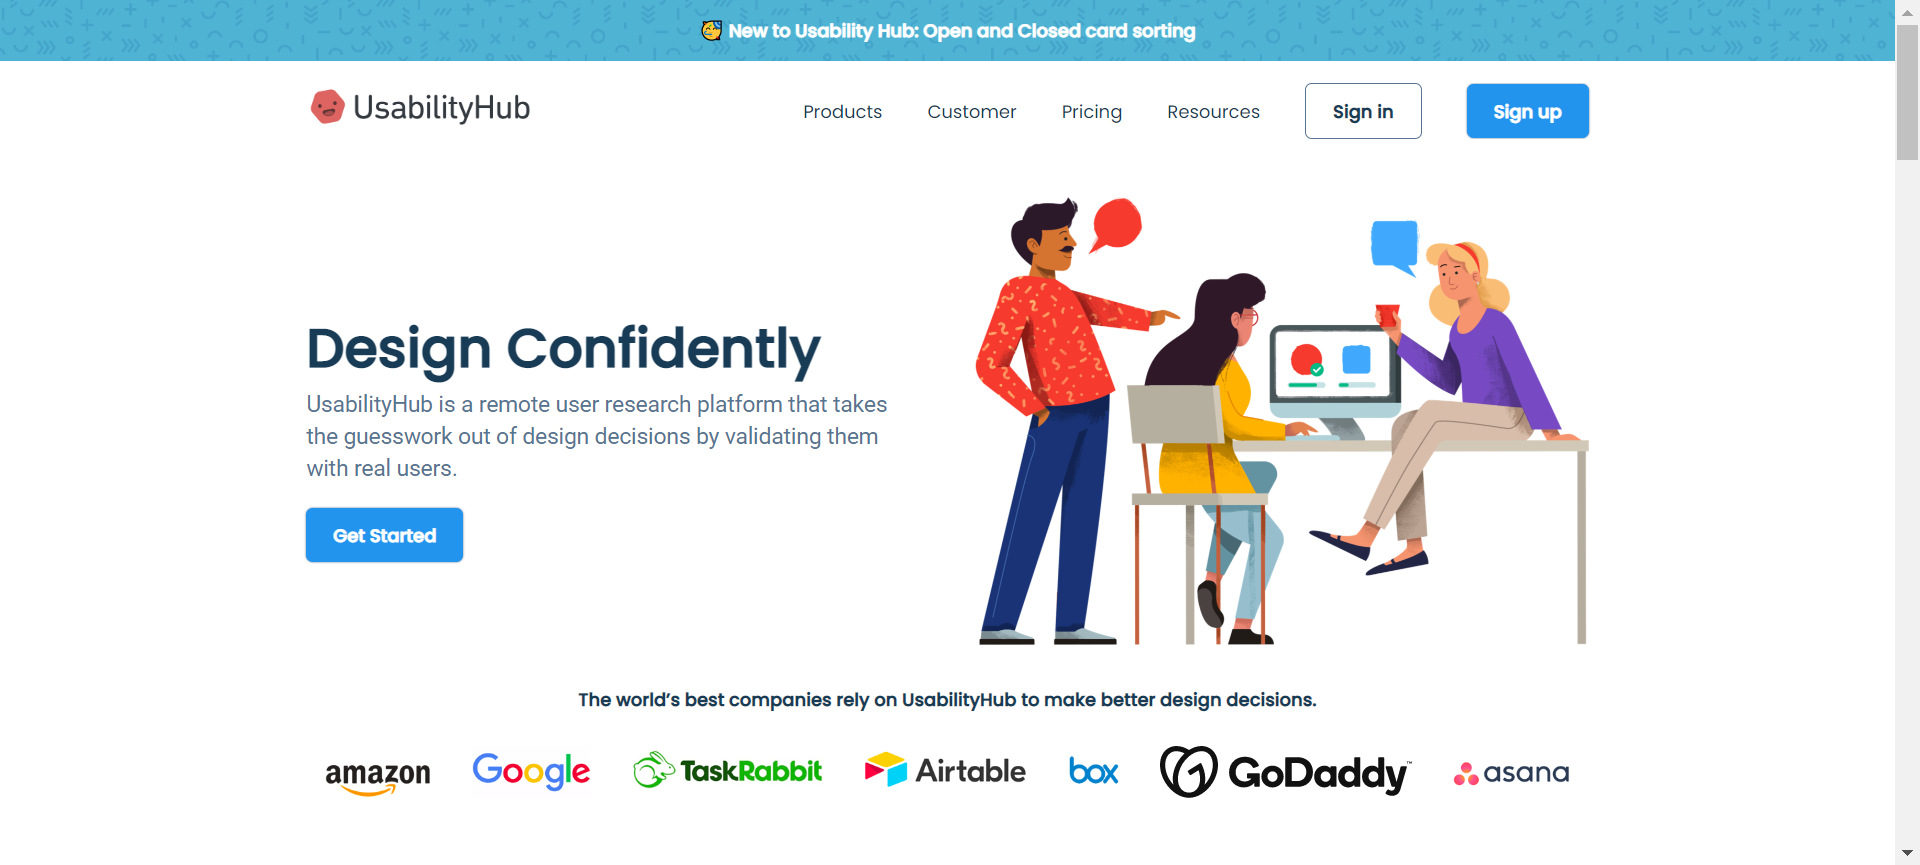 New to Usability Hub: Open and Closed card sorting
UsabilityHub
Products
Customer
Pricing
Resources
Sign in
Sign up
Design Confidently
UsabilityHub is a remote user research platform that takes
the guesswork out of design decisions by validating them
with real users.
Get Started
The world’s best companies rely on UsabilityHub to make better design decisions.
amazon
Google
TaskRabbit
Airtable
box
GoDaddy™
asana